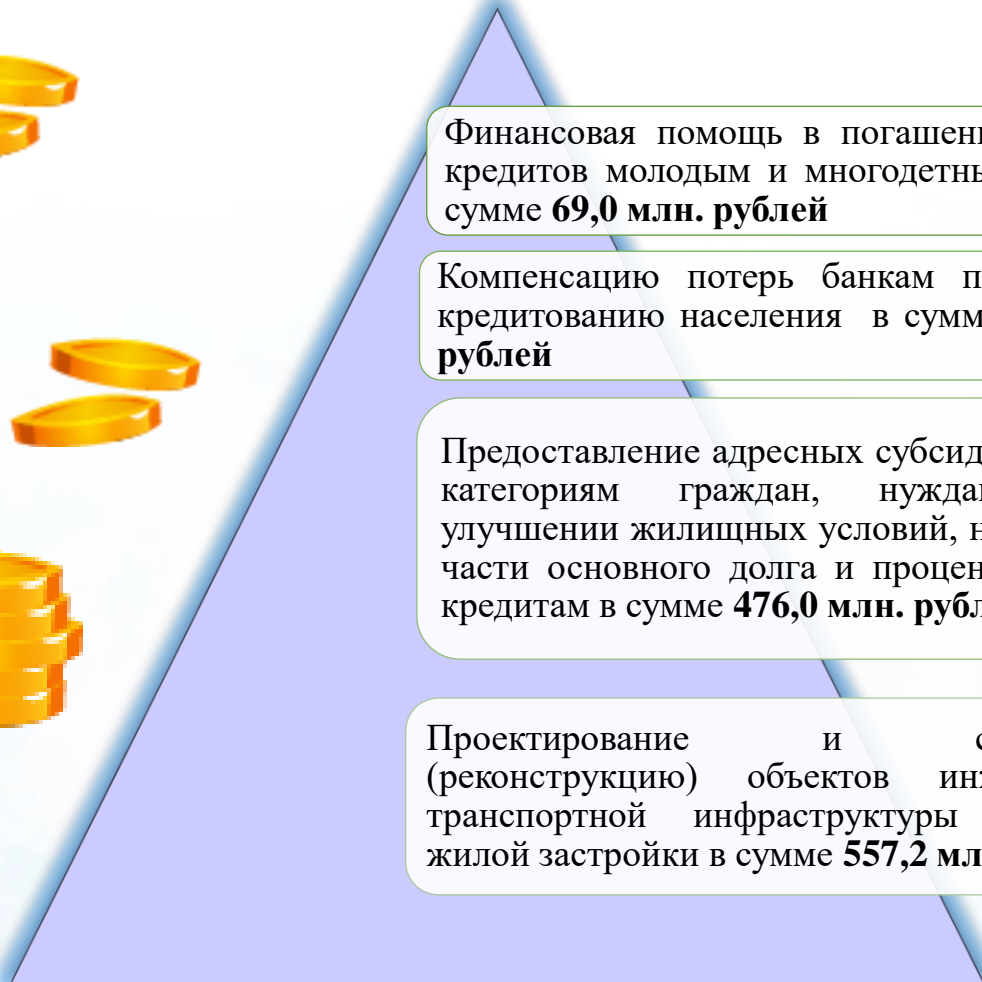 Финансовая помощь в погашени
кредитов молодым и многодетны
сумме 69,0 млн. рублей
Компенсацию потерь банкам п
кредитованию населения в сумм
рублей
Предоставление адресных субсид
категориям граждан, нужда
улучшении жилищных условий, н
части основного долга и процен
кредитам в сумме 476,0 млн. рубл
Проектирование и с
(реконструкцию) объектов ин
транспортной инфраструктуры
жилой застройки в сумме 557,2 мл